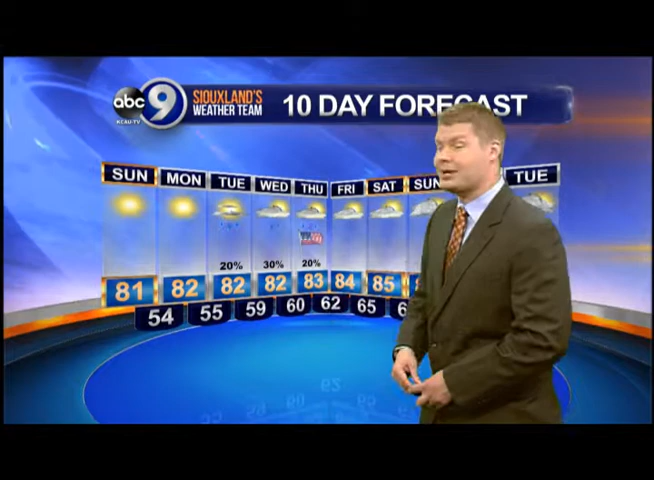 abc 9
KCAU-TV
SIOUXLAND'S
WEATHER TEAM
10 DAY FORECAST
SUN MON TUE WED THU FRI SAT SUN TUE
20% 30% 20%
81 82 82 82 83 84 85
54 55 59 60 62 65